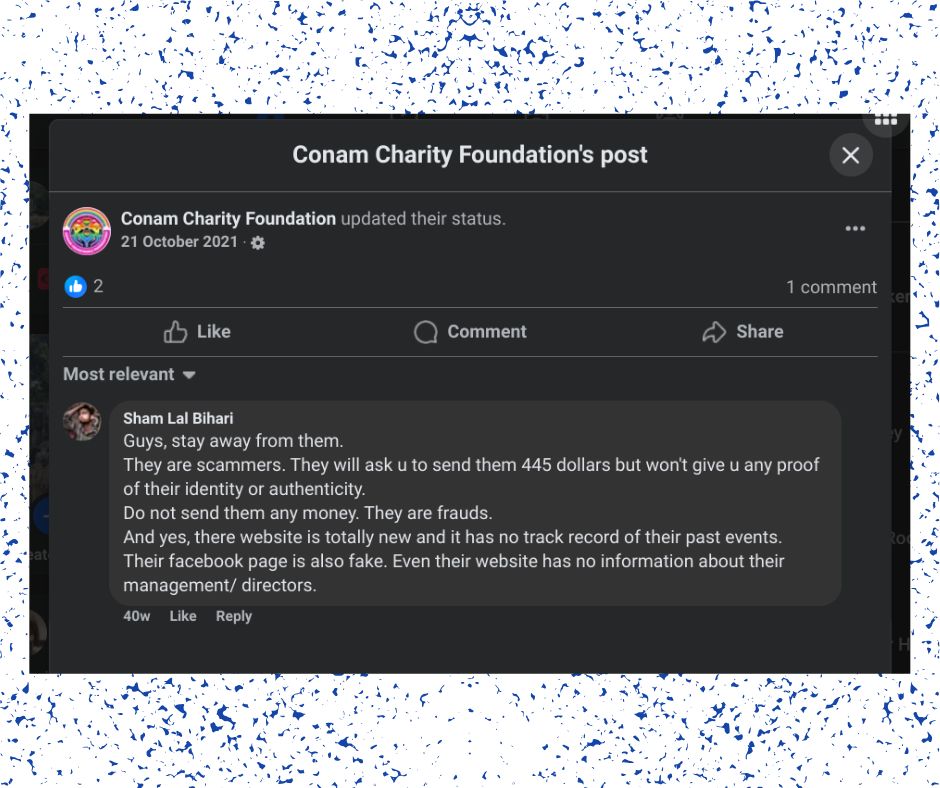 Conam Charity Foundation's post
Conam Charity Foundation updated their status.
21 October 2021 ·
2
1 comment
Like
Comment
Share
Most relevant
Sham Lal Bihari
Guys, stay away from them.
They are scammers. They will ask u to send them 445 dollars but won't give u any proof
of their identity or authenticity.
Do not send them any money. They are frauds.
And yes, there website is totally new and it has no track record of their past events.
Their facebook page is also fake. Even their website has no information about their
management/ directors.
40w Like Reply